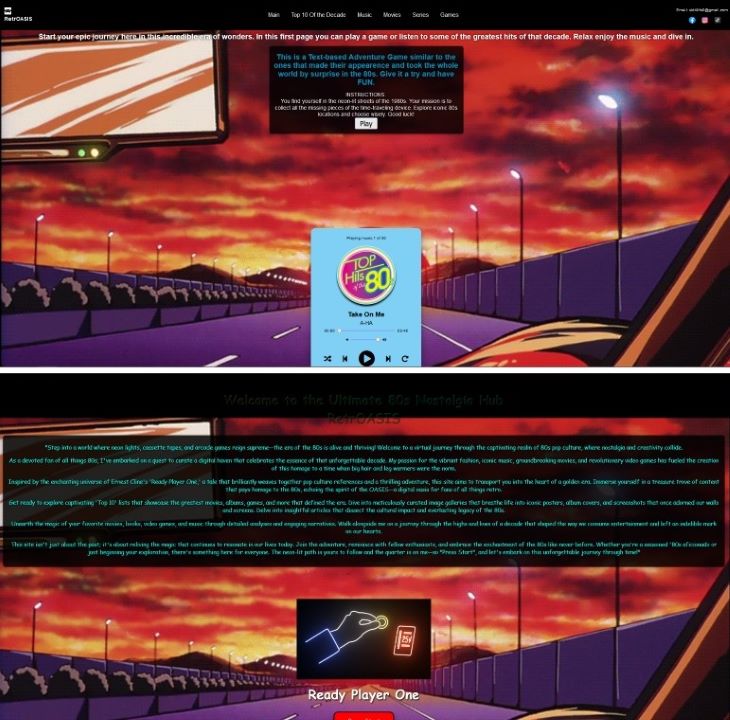 RetrOASIS
Main Top 10 Of the Decade Music Movies Series Games
Start your epic journey here in this incredible era of wonders. In this first page you can play a game or listen to some of the greatest hits of that decade. Relax enjoy the music and dive in.
This is a Text-based Adventure Game similar to the
ones that made their appearence and took the whole
world by surprise in the 80s. Give it a try and have
FUN.
INSTRUCTIONS
You find yourself in the neon-lit streets of the 1980s. Your mission is to
collect all the missing pieces of the time-traveling device. Explore iconic 80s
locations and choose wisely. Good luck!
Play
Playing music 1 of
TOP
Hits
of the 80s
Take On Me
A-HA
00:00 03:48
Welcome to the Ultimate 80s Nostalgia Hub
RetrOASIS
"Step into a world where neon lights, cassette tapes, and arcade games reign supreme—the era of the 80s is alive and thriving! Welcome to a virtual journey through the captivating realm of 80s pop culture, where nostalgia and creativity collide.
As a devoted fan of all things 80s, I've embarked on a quest to curate a digital haven that celebrates the essence of that unforgettable decade. My passion for the vibrant fashion, iconic music, groundbreaking movies, and revolutionary video games has fueled the creation
of this homage to a time when big hair and leg warmers were the norm.
Inspired by the enchanting universe of Ernest Cline's "Ready Player One," a tale that brilliantly weaves together pop culture references and a thrilling adventure, this site aims to transport you into the heart of a golden era. Immerse yourself in a treasure trove of content
that pays homage to the 80s, echoing the spirit of the OASIS—a digital oasis for fans of all things retro.
Get ready to explore captivating "Top 10" lists that showcase the greatest movies, albums, games, and more that defined the era. Dive into meticulously curated image galleries that breathe life into iconic posters, album covers, and screenshots that once adorned our walls
and screens. Delve into insightful articles that dissect the cultural impact and everlasting legacy of the 80s.
Unearth the magic of your favorite movies, books, video games, and music through detailed analyses and engaging narratives. Walk alongside me on a journey through the highs and lows of a decade that shaped the way we consume entertainment and left an indelible mark
on our hearts.
This site isn't just about the past; it's about reliving the magic that continues to resonate in our lives today. Join the adventure, reminisce with fellow enthusiasts, and embrace the enchantment of the 80s like never before. Whether you're a seasoned '80s aficionado or
just beginning your exploration, there's something here for everyone. The neon-lit path is yours to follow and the quarter is on me—so "Press Start", and let's embark on this unforgettable journey through time!"
Ready Player One